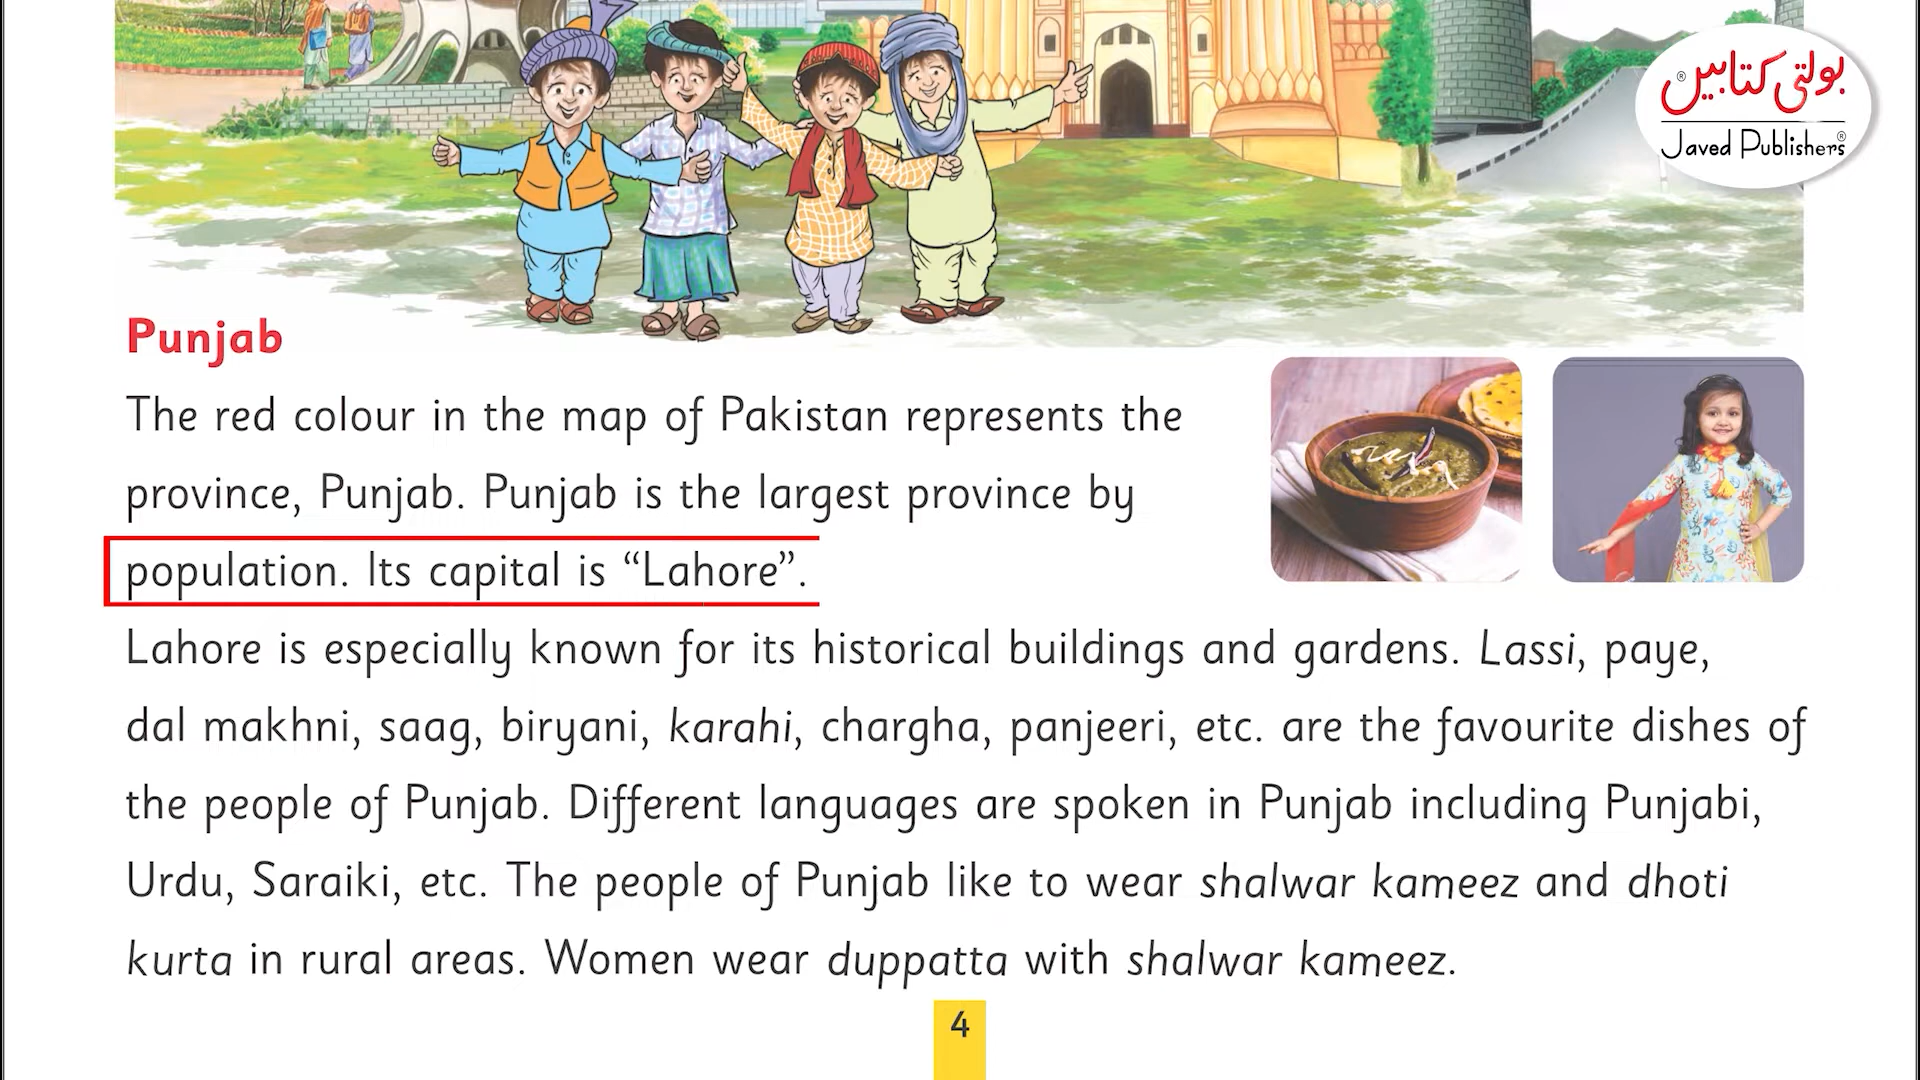 بولتی کتابیں®
Javed Publishers®
Punjab
The red colour in the map of Pakistan represents the
province, Punjab. Punjab is the largest province by
population. Its capital is “Lahore”.
Lahore is especially known for its historical buildings and gardens. Lassi, paye,
dal makhni, saag, biryani, karahi, chargha, panjeeri, etc. are the favourite dishes of
the people of Punjab. Different languages are spoken in Punjab including Punjabi,
Urdu, Saraiki, etc. The people of Punjab like to wear shalwar kameez and dhoti
kurta in rural areas. Women wear duppatta with shalwar kameez.
4